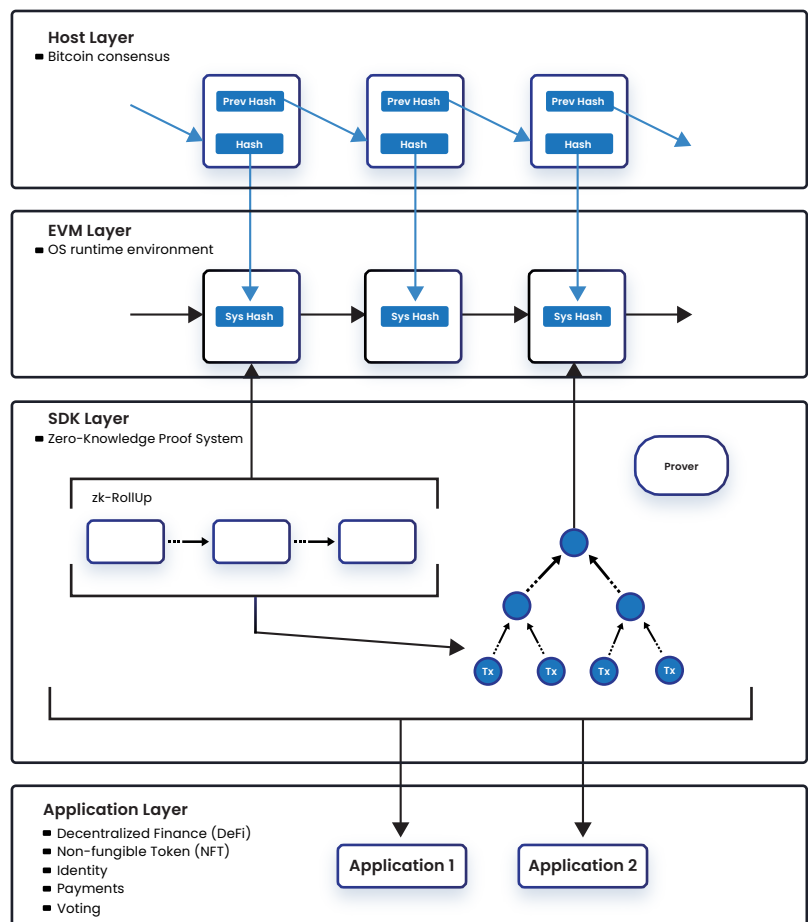 Host Layer
Bitcoin consensus
Prev Hash
Prev Hash
Prev Hash
Hash
Hash
Hash
EVM Layer
OS runtime environment
Sys Hash
Sys Hash
Sys Hash
SDK Layer
Zero-Knowledge Proof System
Prover
zk-RollUp
Tx
Tx
Tx
Tx
Application Layer
Decentralized Finance (DeFi)
Non-fungible Token (NFT)
Identity
Payments
Voting
Application 1
Application 2